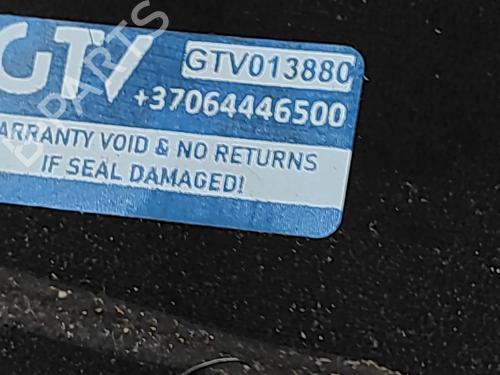 GTV
GTV013880
+37064446500
ARRANTY VOID & NO RETURNS
IF SEAL DAMAGED!